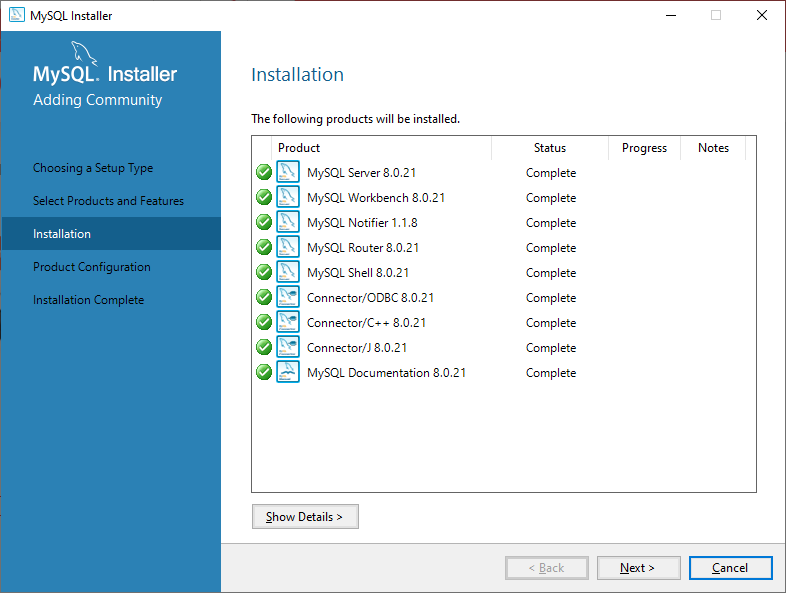 MySQL Installer
MySQL. Installer
Adding Community
Choosing a Setup Type
Select Products and Features
Installation
Product Configuration
Installation Complete
Installation
The following products will be installed.
Product Status Progress Notes
MySQL Server 8.0.21 Complete
MySQL Workbench 8.0.21 Complete
MySQL Notifier 1.1.8 Complete
MySQL Router 8.0.21 Complete
MySQL Shell 8.0.21 Complete
Connector/ODBC 8.0.21 Complete
Connector/C++ 8.0.21 Complete
Connector/J 8.0.21 Complete
MySQL Documentation 8.0.21 Complete
Show Details >
< Back Next > Cancel